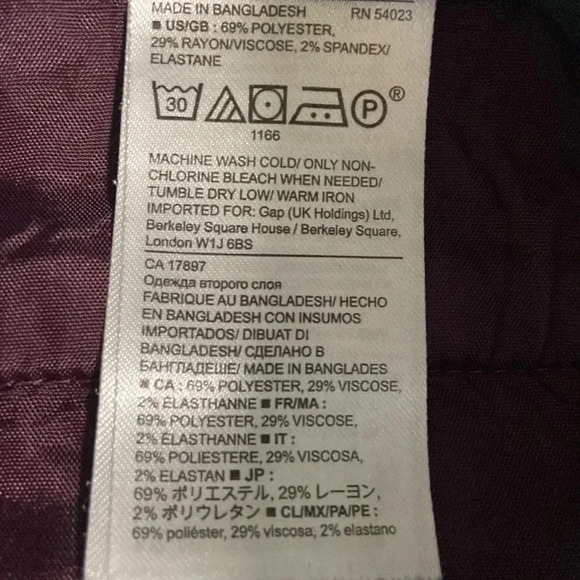 MADE IN BANGLADESH RN 54023
■ US/GB : 69% POLYESTER,
29% RAYON/VISCOSE, 2% SPANDEX/
ELASTANE
30 P®
1166
MACHINE WASH COLD/ ONLY NON-
CHLORINE BLEACH WHEN NEEDED/
TUMBLE DRY LOW/ WARM IRON
IMPORTED FOR: Gap (UK Holdings) Ltd,
Berkeley Square House / Berkeley Square,
London W1J 6BS
CA 17897
Одежда второго слоя
FABRIQUE AU BANGLADESH/ HECHO
EN BANGLADESH CON INSUMOS
IMPORTADOS/ DIBUAT DI
BANGLADESH/ СДЕЛАНО В
БАНГЛАДЕШЕ/ MADE IN BANGLADES
■ CA : 69% POLYESTER, 29% VISCOSE,
2% ÉLASTHANNE ■ FR/MA :
69% POLYESTER, 29% VISCOSE,
2% ÉLASTHANNE ■ IT :
69% POLIESTERE, 29% VISCOSA,
2% ELASTAN ■ JP :
69% ポリエステル, 29% レーヨン,
2% ポリウレタン ■ CL/MX/PA/PE :
69% poliéster, 29% viscosa, 2% elastano